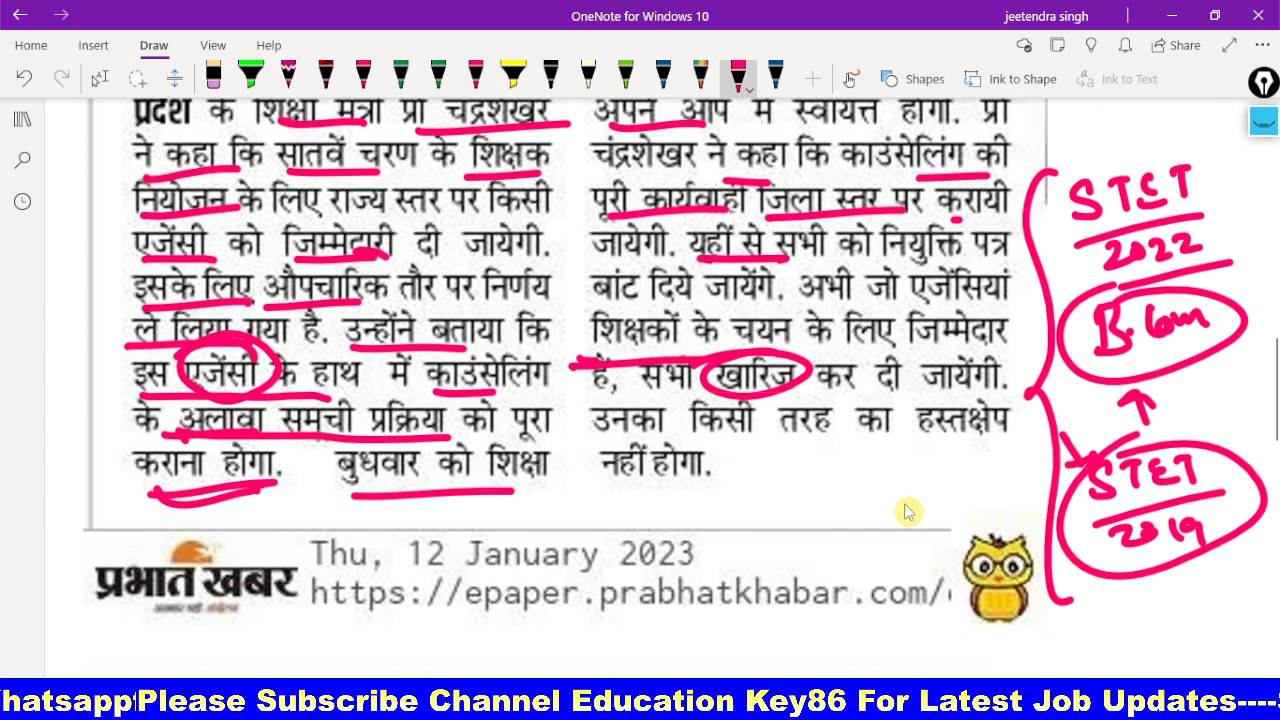 OneNote for Windows 10
jeetendra singh
Home Insert Draw View Help
Share
Shapes Ink to Shape Ink to Text
प्रदेश के शिक्षा मंत्री प्रो चंद्रशेखर
ने कहा कि सातवें चरण के शिक्षक
नियोजन के लिए राज्य स्तर पर किसी
एजेंसी को जिम्मेदारी दी जायेगी.
इसके लिए औपचारिक तौर पर निर्णय
ले लिया गया है. उन्होंने बताया कि
इस एजेंसी के हाथ में काउंसेलिंग
के अलावा समूची प्रक्रिया को पूरा
कराना होगा. बुधवार को शिक्षा
अपने आप में स्वायत्त होगी. प्रो
चंद्रशेखर ने कहा कि काउंसेलिंग की
पूरी कार्यवाही जिला स्तर पर करायी
जायेगी. यहीं से सभी को नियुक्ति पत्र
बांट दिये जायेंगे. अभी जो एजेंसियां
शिक्षकों के चयन के लिए जिम्मेदार
हैं, सभी खारिज कर दी जायेंगी.
उनका किसी तरह का हस्तक्षेप
नहीं होगा.
STET
2022
STET
2019
प्रभात खबर
Thu, 12 January 2023
https://epaper.prabhatkhabar.com/
hatsapp Please Subscribe Channel Education Key86 For Latest Job Updates----